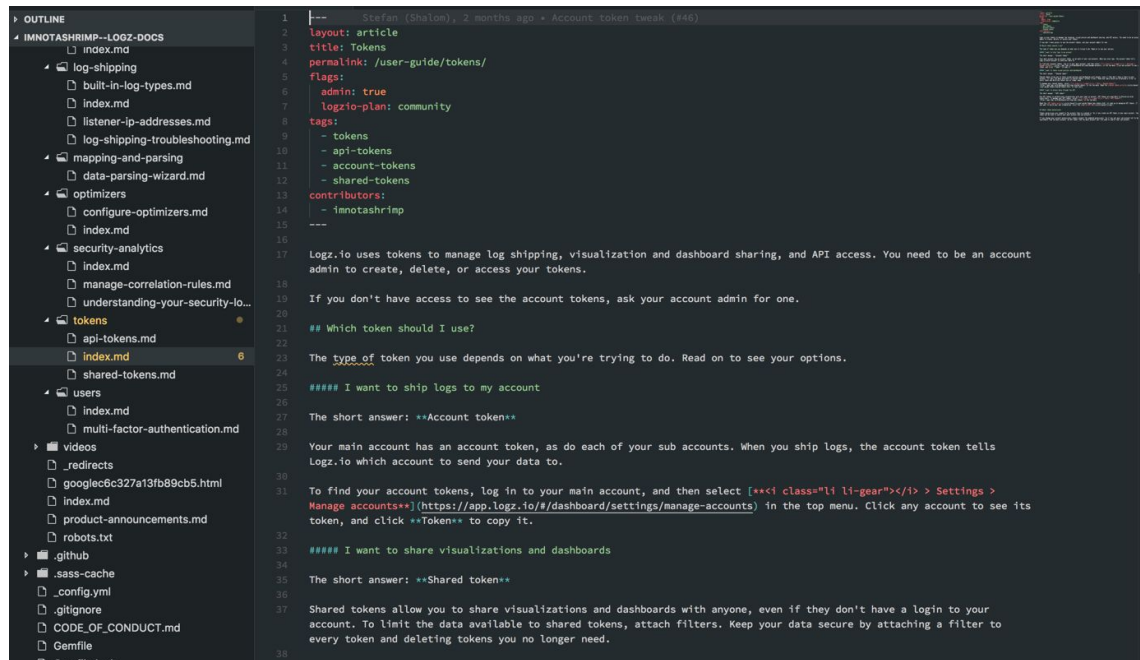 OUTLINE
IMNOTASHRIMP--LOGZ-DOCS
index.md
log-shipping
built-in-log-types.md
index.md
listener-ip-addresses.md
log-shipping-troubleshooting.md
mapping-and-parsing
data-parsing-wizard.md
optimizers
configure-optimizers.md
index.md
security-analytics
index.md
manage-correlation-rules.md
understanding-your-security-lo...
tokens
api-tokens.md
index.md 6
shared-tokens.md
users
index.md
multi-factor-authentication.md
videos
_redirects
googlec6c327a13fb89cb5.html
index.md
product-announcements.md
robots.txt
.github
.sass-cache
_config.yml
.gitignore
CODE_OF_CONDUCT.md
Gemfile
1 --- Stefan (Shalom), 2 months ago • Account token tweak (#46)
2 layout: article
3 title: Tokens
4 permalink: /user-guide/tokens/
5 flags:
6 admin: true
7 logzio-plan: community
8 tags:
9 - tokens
10 - api-tokens
11 - account-tokens
12 - shared-tokens
13 contributors:
14 - imnotashrimp
15 ---
16
17 Logz.io uses tokens to manage log shipping, visualization and dashboard sharing, and API access. You need to be an account
admin to create, delete, or access your tokens.
18
19 If you don't have access to see the account tokens, ask your account admin for one.
20
21 ## Which token should I use?
22
23 The type of token you use depends on what you're trying to do. Read on to see your options.
24
25 ##### I want to ship logs to my account
26
27 The short answer: **Account token**
28
29 Your main account has an account token, as do each of your sub accounts. When you ship logs, the account token tells
Logz.io which account to send your data to.
30
31 To find your account tokens, log in to your main account, and then select [**<i class="li li-gear"></i> > Settings >
Manage accounts**](https://app.logz.io/#/dashboard/settings/manage-accounts) in the top menu. Click any account to see its
token, and click **Token** to copy it.
32
33 ##### I want to share visualizations and dashboards
34
35 The short answer: **Shared token**
36
37 Shared tokens allow you to share visualizations and dashboards with anyone, even if they don't have a login to your
account. To limit the data available to shared tokens, attach filters. Keep your data secure by attaching a filter to
every token and deleting tokens you no longer need.
38